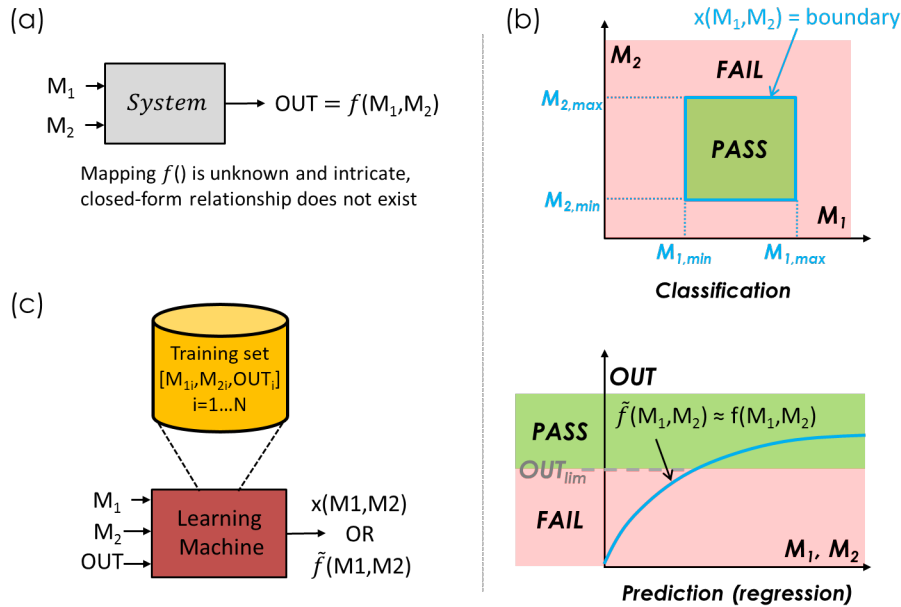 (a)
M₁
M₂
System
OUT = f(M₁,M₂)
Mapping f() is unknown and intricate,
closed-form relationship does not exist
(b)
x(M₁,M₂) = boundary
M₂
FAIL
M₂,max
PASS
M₂,min
M₁
M₁,min
M₁,max
Classification
(c)
Training set
[M₁ᵢ,M₂ᵢ,OUTᵢ]
i=1...N
M₁
M₂
OUT
Learning
Machine
x(M1,M2)
OR
f̃(M1,M2)
OUT
PASS
f̃(M₁,M₂) ≈ f(M₁,M₂)
OUTlim
FAIL
M₁, M₂
Prediction (regression)